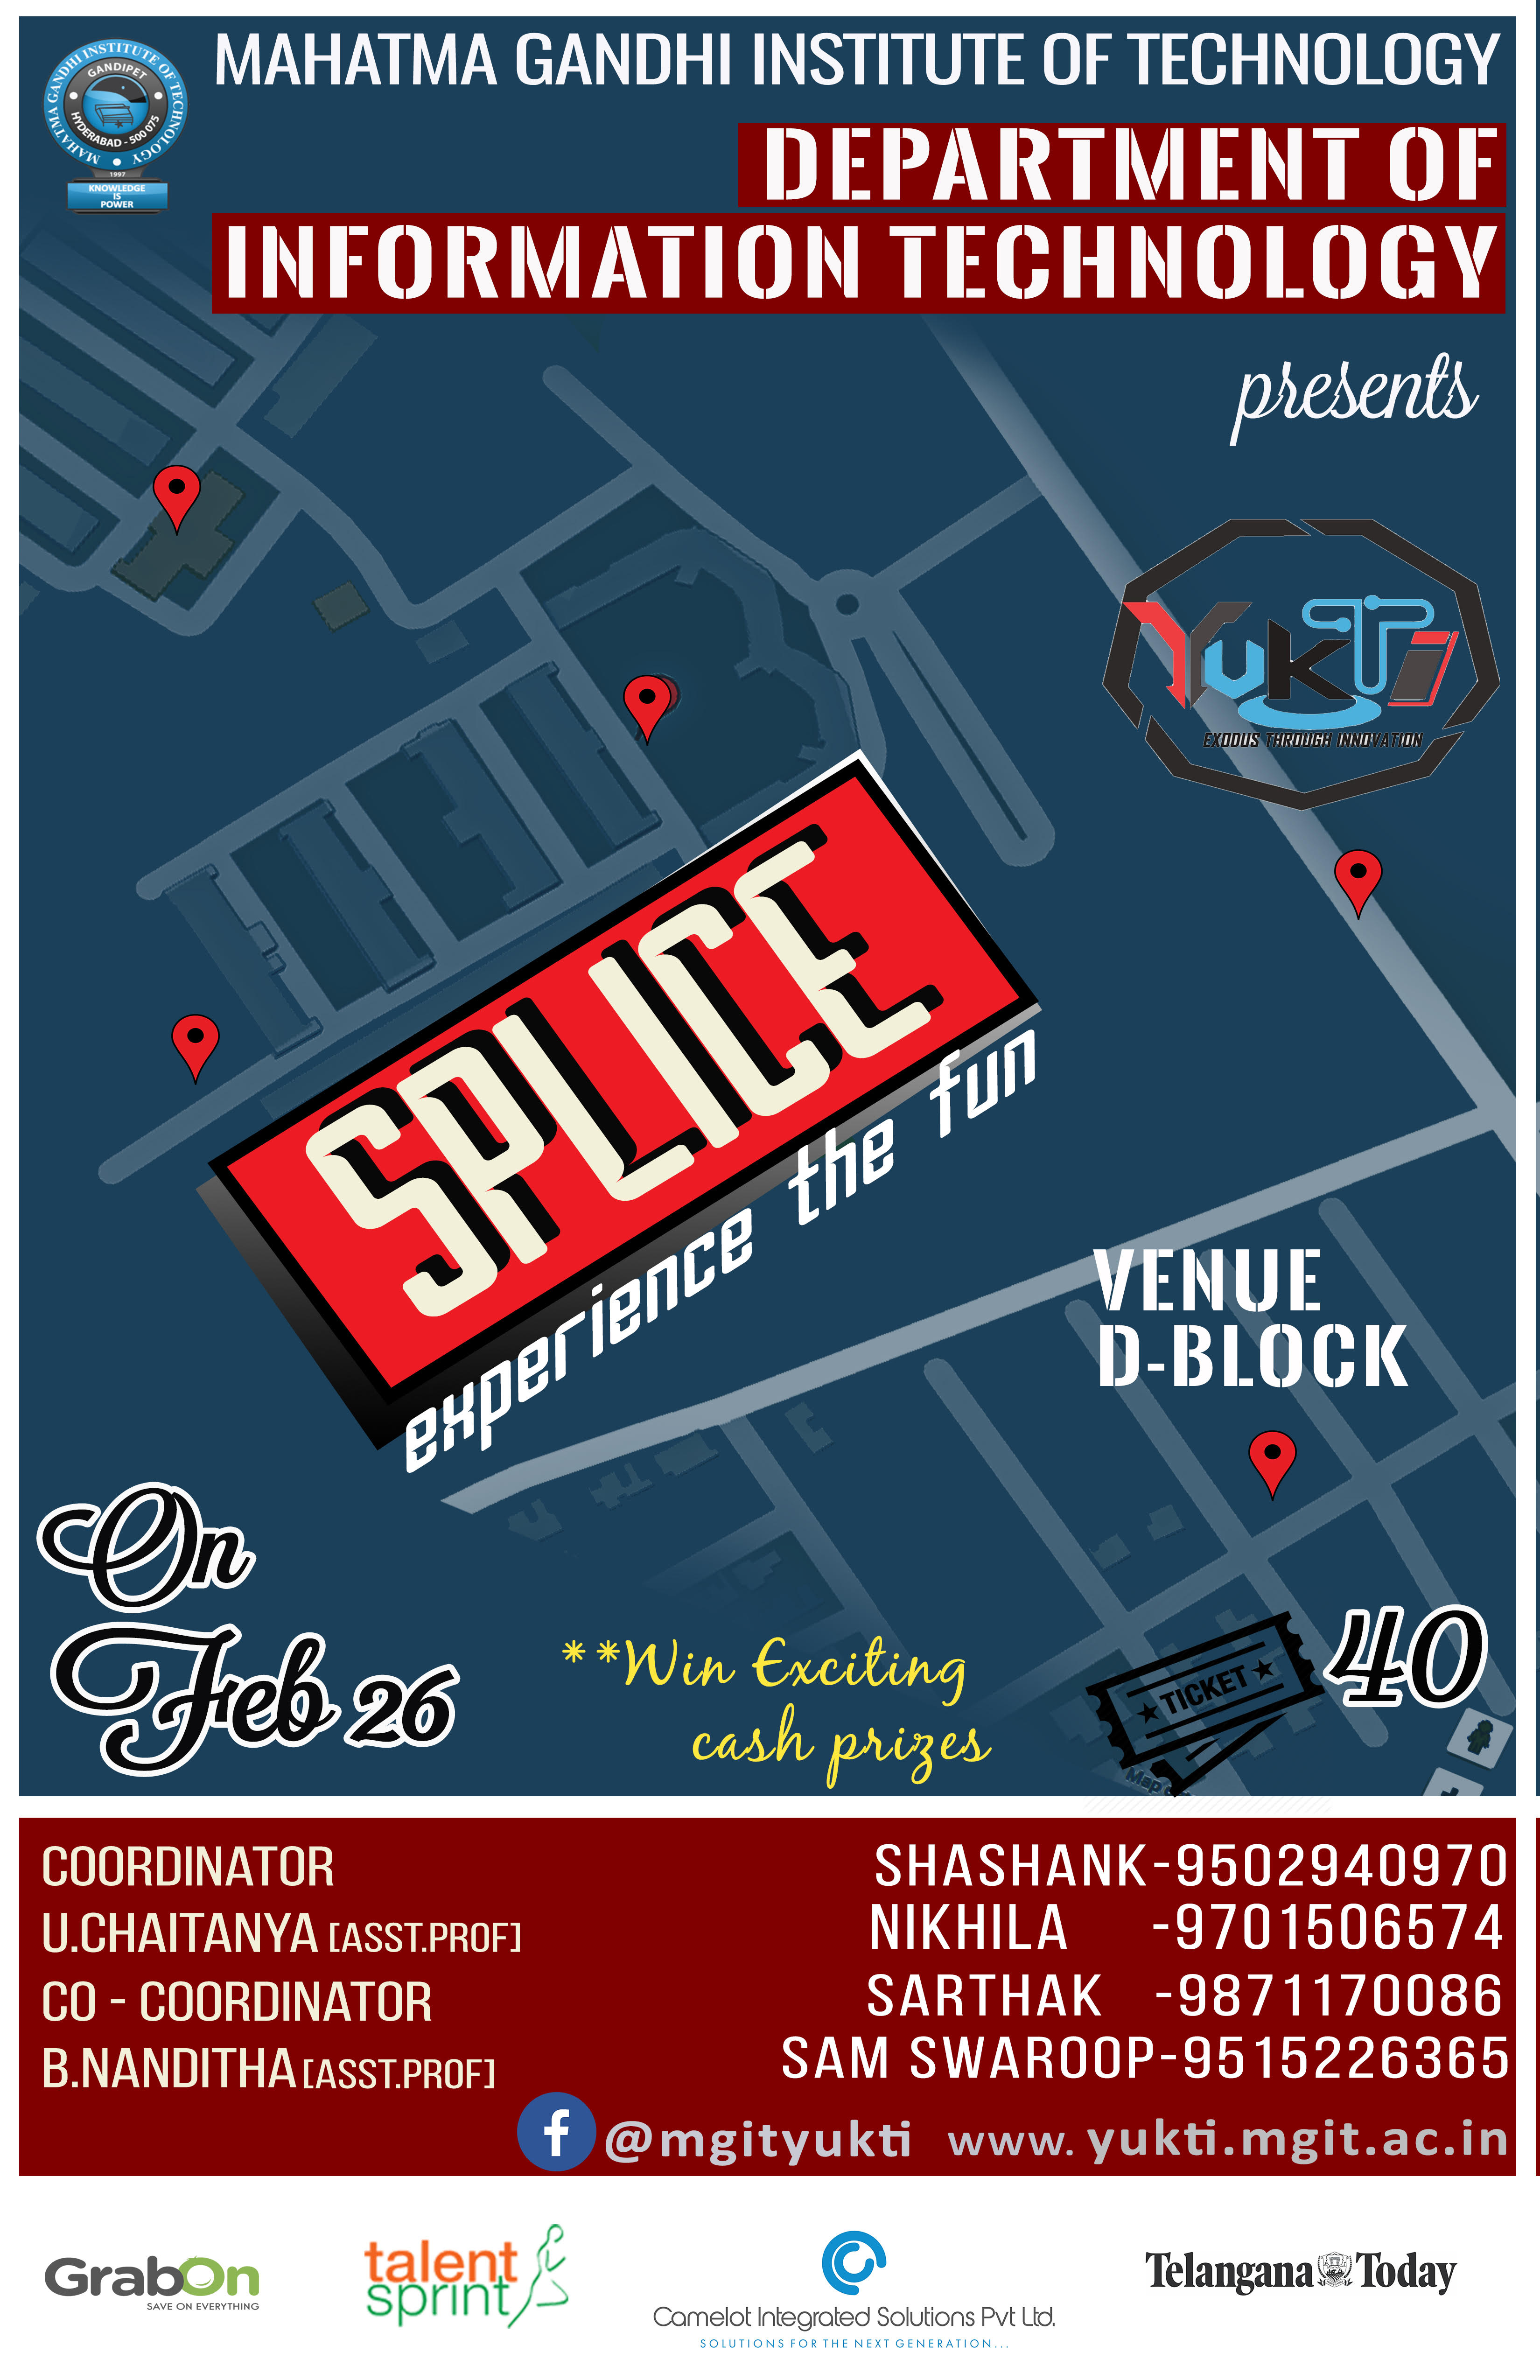 MAHATMA GANDHI INSTITUTE OF TECHNOLOGY
MAHATMA GANDHI INSTITUTE OF TECHNOLOGY
GANDIPET
HYDERABAD - 500 075
1997
KNOWLEDGE
IS
POWER
DEPARTMENT OF
INFORMATION TECHNOLOGY
presents
YukTi
EXODUS THROUGH INNOVATION
SPLICE
experience the fun
VENUE
D-BLOCK
On
Feb 26
**Win Exciting
cash prizes
TICKET
40
Map
COORDINATOR
U.CHAITANYA [ASST.PROF]
CO - COORDINATOR
B.NANDITHA [ASST.PROF]
SHASHANK-9502940970
NIKHILA -9701506574
SARTHAK -9871170086
SAM SWAROOP-9515226365
f @mgityukti www. yukti.mgit.ac.in
GrabOn
SAVE ON EVERYTHING
talent
sprint
Camelot Integrated Solutions Pvt Ltd.
SOLUTIONS FOR THE NEXT GENERATION...
Telangana Today